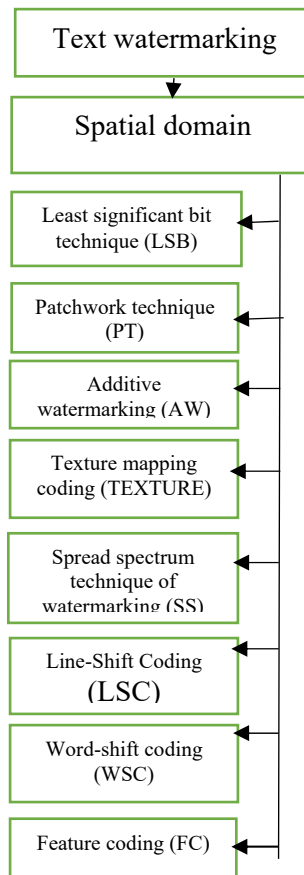 Text watermarking
Spatial domain
Least significant bit
technique (LSB)
Patchwork technique
(PT)
Additive
watermarking (AW)
Texture mapping
coding (TEXTURE)
Spread spectrum
technique of
watermarking (SS)
Line-Shift Coding
(LSC)
Word-shift coding
(WSC)
Feature coding (FC)